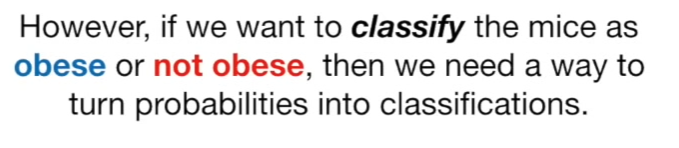 However, if we want to classify the mice as
obese or not obese, then we need a way to
turn probabilities into classifications.